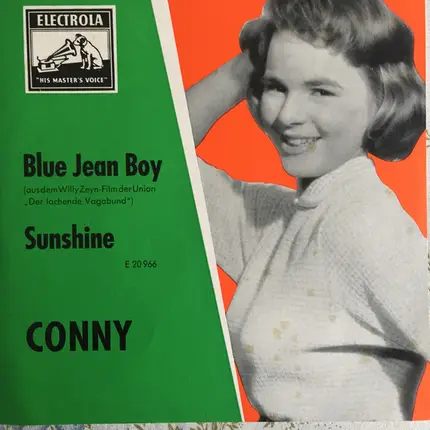 ELECTROLA
"HIS MASTER'S VOICE"
Blue Jean Boy
(aus dem Willy Zeyn-Film der Union
„Der lachende Vagabund")
Sunshine
E 20 966
CONNY